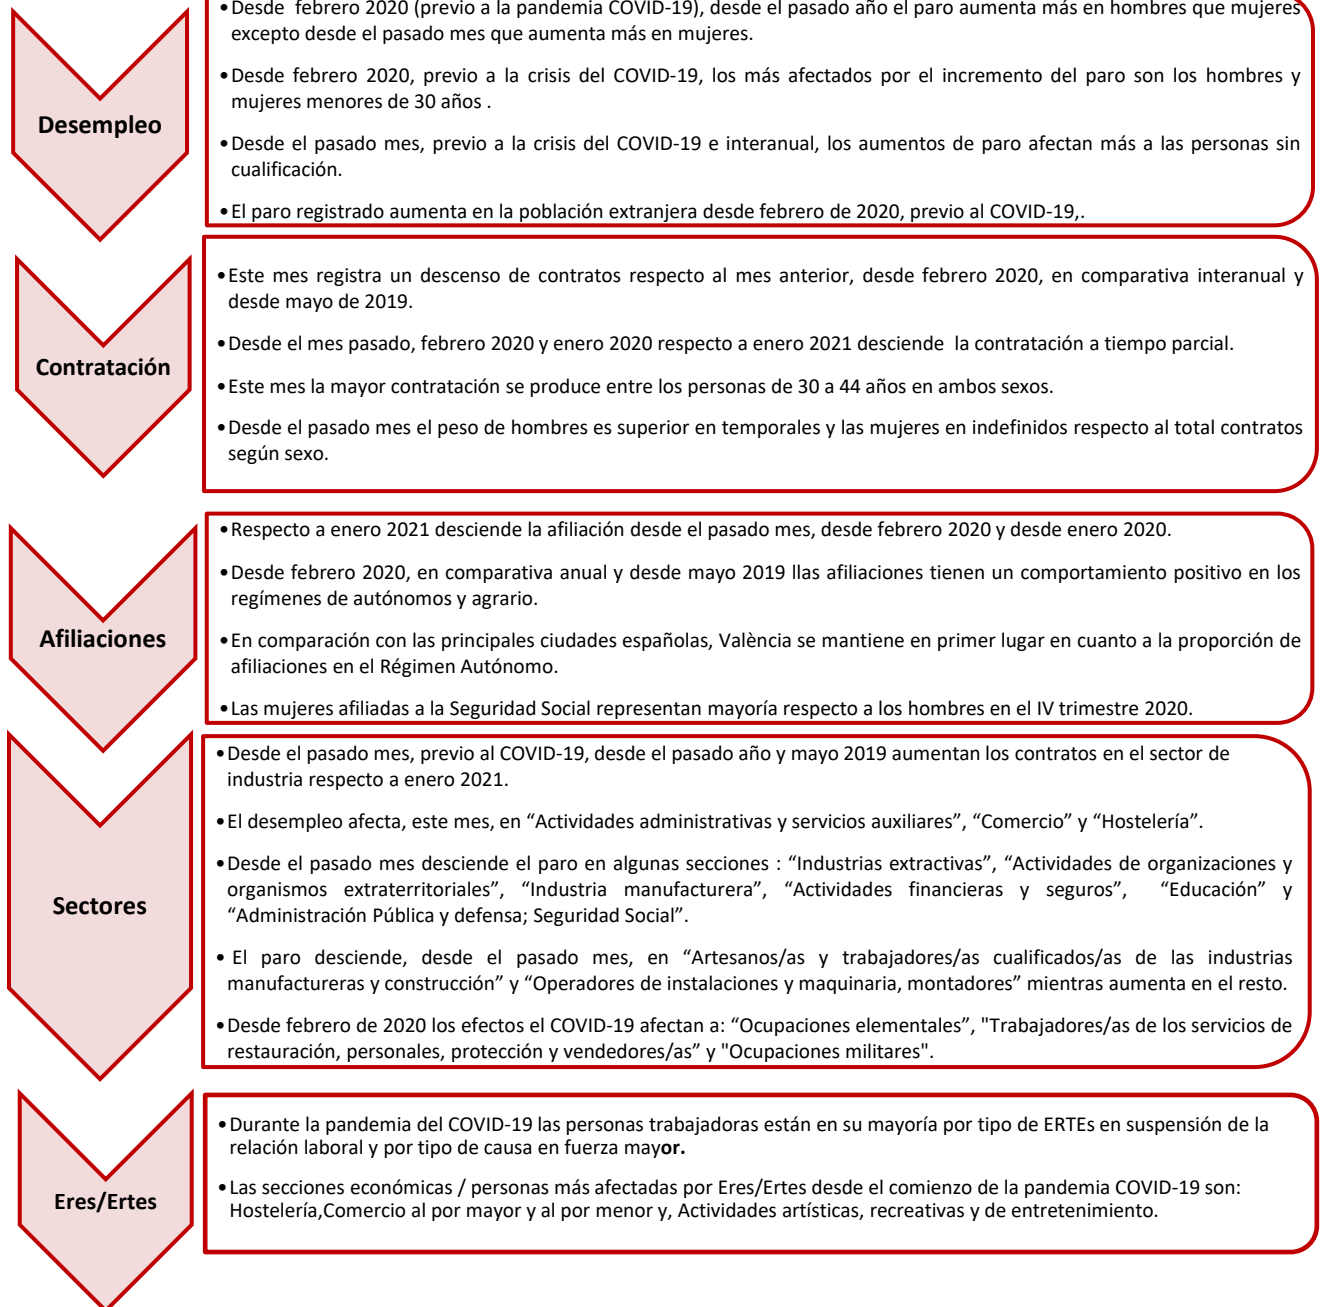 •Desde febrero 2020 (previo a la pandemia COVID-19), desde el pasado año el paro aumenta más en hombres que mujeres
excepto desde el pasado mes que aumenta más en mujeres.
•Desde febrero 2020, previo a la crisis del COVID-19, los más afectados por el incremento del paro son los hombres y
mujeres menores de 30 años .
Desempleo
•Desde el pasado mes, previo a la crisis del COVID-19 e interanual, los aumentos de paro afectan más a las personas sin
cualificación.
•El paro registrado aumenta en la población extranjera desde febrero de 2020, previo al COVID-19,.
•Este mes registra un descenso de contratos respecto al mes anterior, desde febrero 2020, en comparativa interanual y
desde mayo de 2019.
•Desde el mes pasado, febrero 2020 y enero 2020 respecto a enero 2021 desciende la contratación a tiempo parcial.
Contratación
•Este mes la mayor contratación se produce entre los personas de 30 a 44 años en ambos sexos.
•Desde el pasado mes el peso de hombres es superior en temporales y las mujeres en indefinidos respecto al total contratos
según sexo.
•Respecto a enero 2021 desciende la afiliación desde el pasado mes, desde febrero 2020 y desde enero 2020.
•Desde febrero 2020, en comparativa anual y desde mayo 2019 llas afiliaciones tienen un comportamiento positivo en los
regímenes de autónomos y agrario.
Afiliaciones
•En comparación con las principales ciudades españolas, València se mantiene en primer lugar en cuanto a la proporción de
afiliaciones en el Régimen Autónomo.
•Las mujeres afiliadas a la Seguridad Social representan mayoría respecto a los hombres en el IV trimestre 2020.
•Desde el pasado mes, previo al COVID-19, desde el pasado año y mayo 2019 aumentan los contratos en el sector de
industria respecto a enero 2021.
•El desempleo afecta, este mes, en “Actividades administrativas y servicios auxiliares”, “Comercio” y “Hostelería”.
•Desde el pasado mes desciende el paro en algunas secciones : “Industrias extractivas”, “Actividades de organizaciones y
organismos extraterritoriales”, “Industria manufacturera”, “Actividades financieras y seguros”, “Educación” y
“Administración Pública y defensa; Seguridad Social”.
Sectores
• El paro desciende, desde el pasado mes, en “Artesanos/as y trabajadores/as cualificados/as de las industrias
manufactureras y construcción” y “Operadores de instalaciones y maquinaria, montadores” mientras aumenta en el resto.
•Desde febrero de 2020 los efectos el COVID-19 afectan a: “Ocupaciones elementales”, "Trabajadores/as de los servicios de
restauración, personales, protección y vendedores/as” y "Ocupaciones militares".
•Durante la pandemia del COVID-19 las personas trabajadoras están en su mayoría por tipo de ERTEs en suspensión de la
relación laboral y por tipo de causa en fuerza mayor.
Eres/Ertes
•Las secciones económicas / personas más afectadas por Eres/Ertes desde el comienzo de la pandemia COVID-19 son:
Hostelería,Comercio al por mayor y al por menor y, Actividades artísticas, recreativas y de entretenimiento.